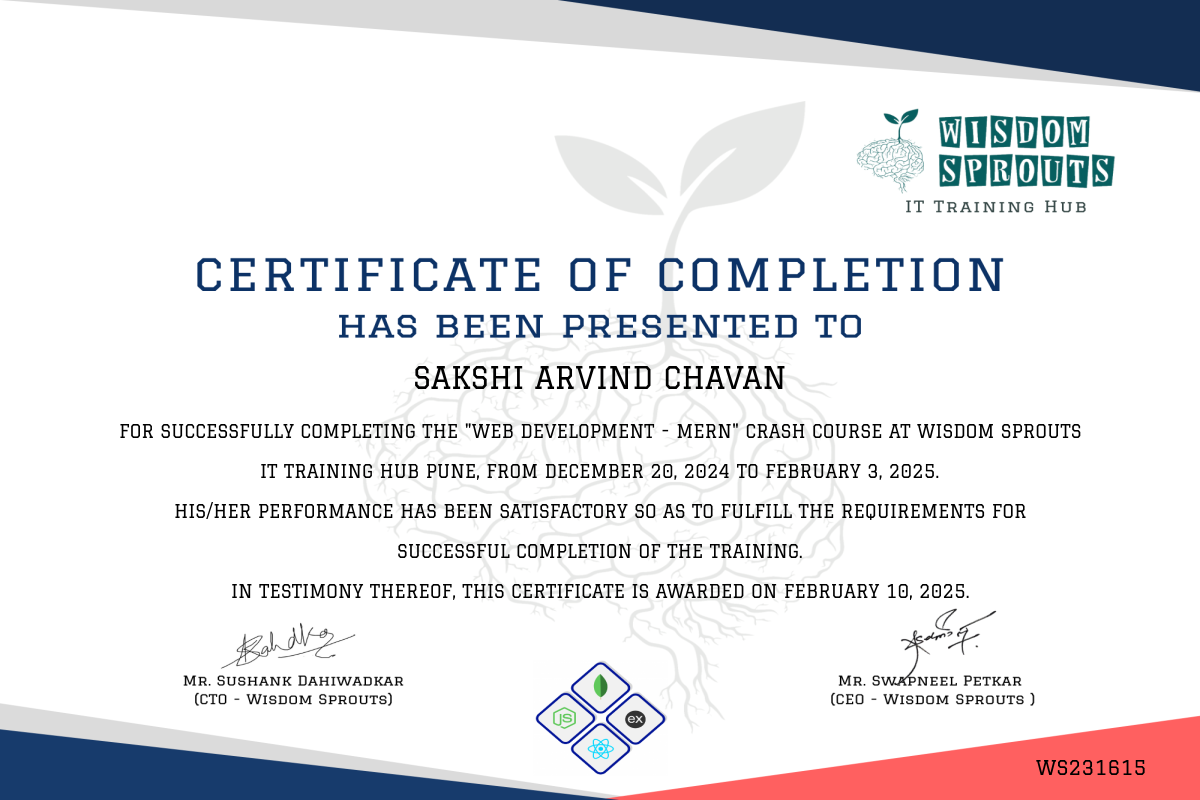 WISDOM
SPROUTS
IT TRAINING HUB
CERTIFICATE OF COMPLETION
HAS BEEN PRESENTED TO
SAKSHI ARVIND CHAVAN
FOR SUCCESSFULLY COMPLETING THE "WEB DEVELOPMENT - MERN" CRASH COURSE AT WISDOM SPROUTS
IT TRAINING HUB PUNE, FROM DECEMBER 20, 2024 TO FEBRUARY 3, 2025.
HIS/HER PERFORMANCE HAS BEEN SATISFACTORY SO AS TO FULFILL THE REQUIREMENTS FOR
SUCCESSFUL COMPLETION OF THE TRAINING.
IN TESTIMONY THEREOF, THIS CERTIFICATE IS AWARDED ON FEBRUARY 10, 2025.
MR. SUSHANK DAHIWADKAR
(CTO - WISDOM SPROUTS)
MR. SWAPNEEL PETKAR
(CEO - WISDOM SPROUTS )
JS
ex
WS231615